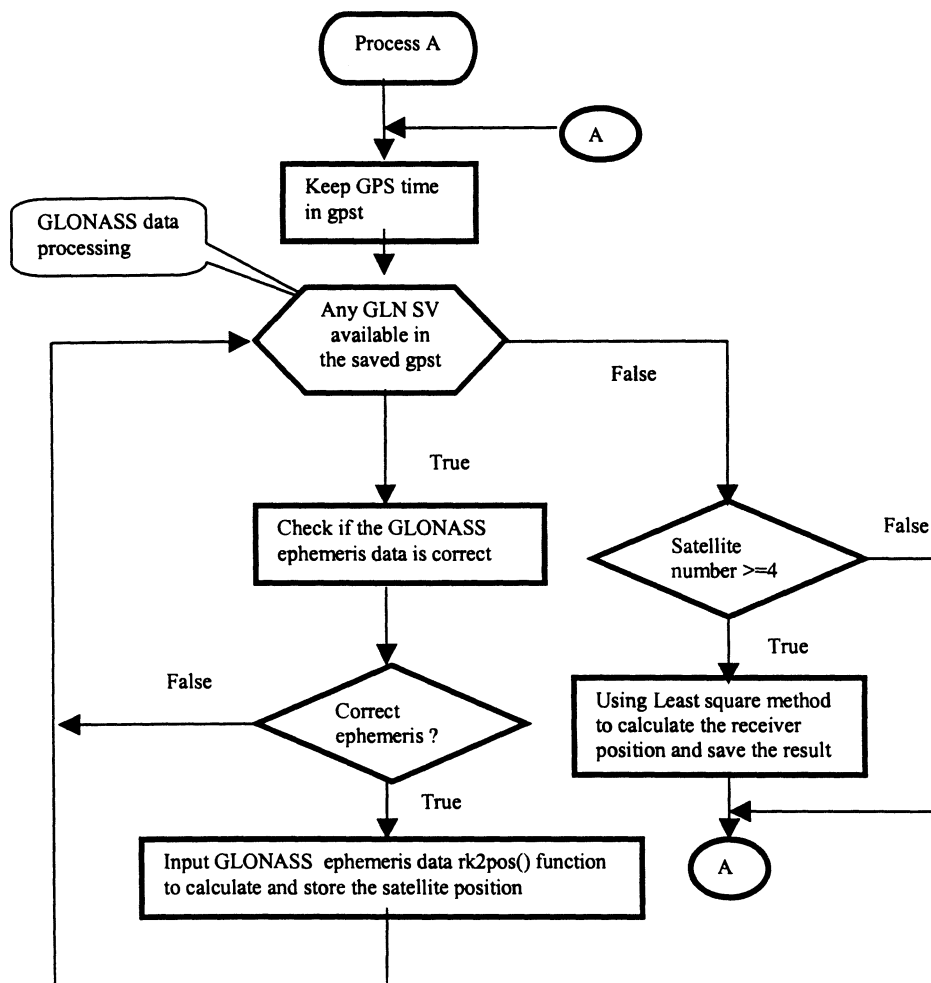 Process A
A
Keep GPS time
in gpst
GLONASS data
processing
Any GLN SV
available in
the saved gpst
False
True
Check if the GLONASS
ephemeris data is correct
Satellite
number >=4
False
True
False
Correct
ephemeris ?
Using Least square method
to calculate the receiver
position and save the result
True
Input GLONASS ephemeris data rk2pos() function
to calculate and store the satellite position
A